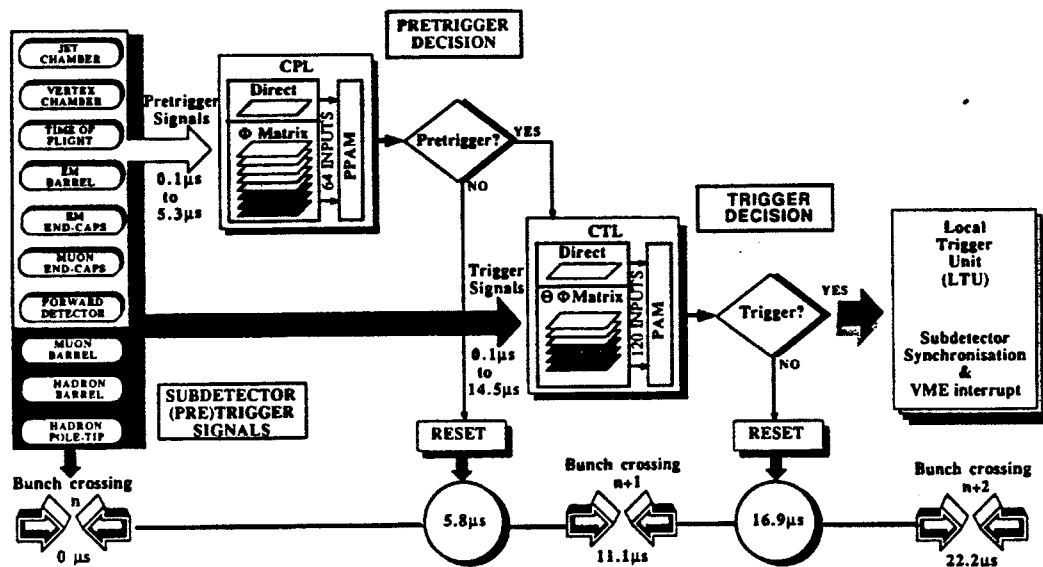 JET
CHAMBER
VERTEX
CHAMBER
TIME OF
FLIGHT
EM
BARREL
EM
END-CAPS
MUON
END-CAPS
FORWARD
DETECTOR
MUON
BARREL
HADRON
BARREL
HADRON
POLE-TIP
Pretrigger
Signals
0.1µs
to
5.3µs
CPL
Direct
Φ Matrix
64 INPUTS
PPAM
PRETRIGGER
DECISION
Pretrigger?
YES
NO
Trigger
Signals
0.1µs
to
14.5µs
CTL
Direct
Θ Φ Matrix
120 INPUTS
PAM
TRIGGER
DECISION
Trigger?
YES
NO
Local
Trigger
Unit
(LTU)
Subdetector
Synchronisation
&
VME interrupt
SUBDETECTOR
(PRE)TRIGGER
SIGNALS
RESET
RESET
Bunch crossing
n
0 µs
5.8µs
Bunch crossing
n+1
11.1µs
16.9µs
Bunch crossing
n+2
22.2us